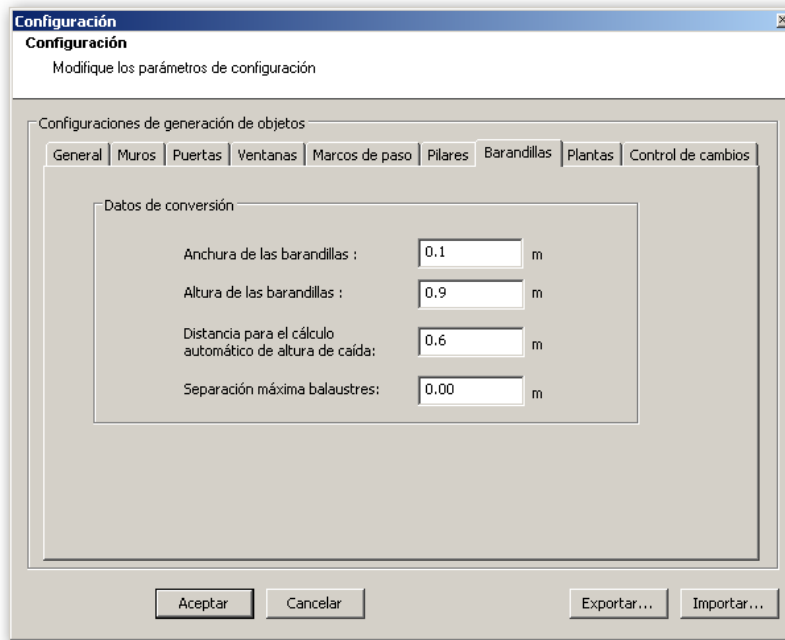 Configuración
Configuración
Modifique los parámetros de configuración
Configuraciones de generación de objetos
General Muros Puertas Ventanas Marcos de paso Pilares Barandillas Plantas Control de cambios
Datos de conversión
Anchura de las barandillas : 0.1 m
Altura de las barandillas : 0.9 m
Distancia para el cálculo
automático de altura de caída: 0.6 m
Separación máxima balaustres: 0.00 m
Aceptar Cancelar Exportar... Importar...